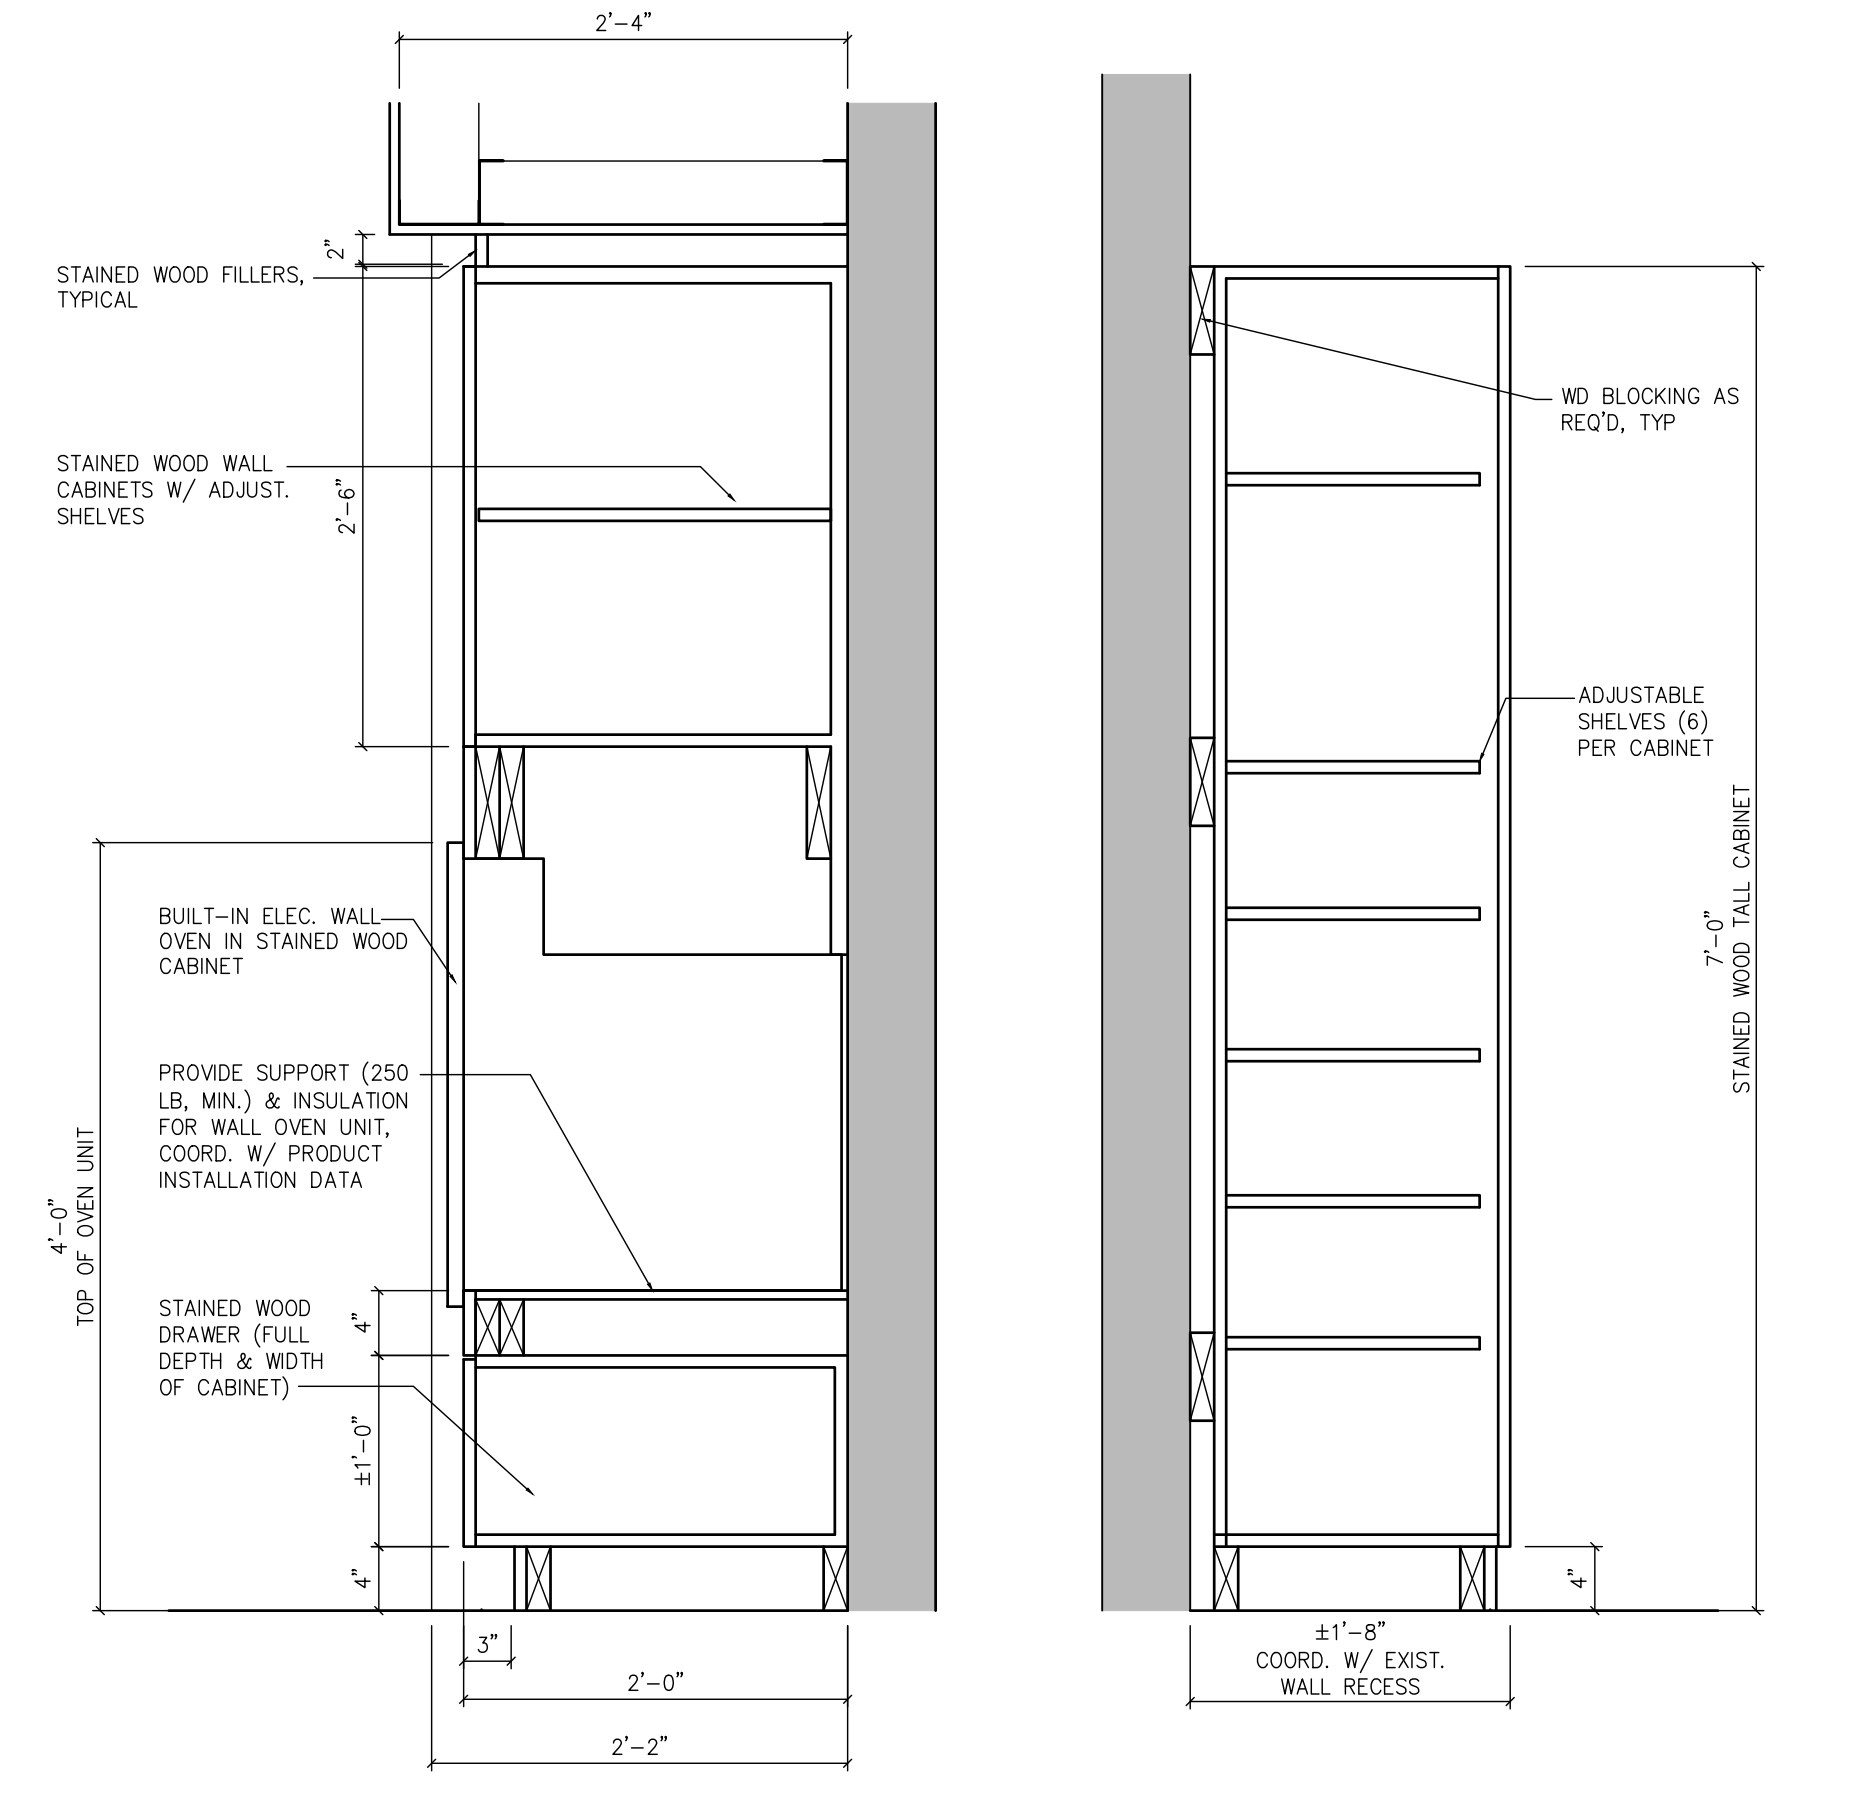 2'-4"
2"
STAINED WOOD FILLERS,
TYPICAL
STAINED WOOD WALL
CABINETS W/ ADJUST.
SHELVES
2'-6"
BUILT-IN ELEC. WALL
OVEN IN STAINED WOOD
CABINET
PROVIDE SUPPORT (250
LB, MIN.) & INSULATION
FOR WALL OVEN UNIT,
COORD. W/ PRODUCT
INSTALLATION DATA
4'-0"
TOP OF OVEN UNIT
STAINED WOOD
DRAWER (FULL
DEPTH & WIDTH
OF CABINET)
4"
±1'-0"
4"
3"
2'-0"
2'-2"
WD BLOCKING AS
REQ'D, TYP
ADJUSTABLE
SHELVES (6)
PER CABINET
7'-0"
STAINED WOOD TALL CABINET
4"
±1'-8"
COORD. W/ EXIST.
WALL RECESS